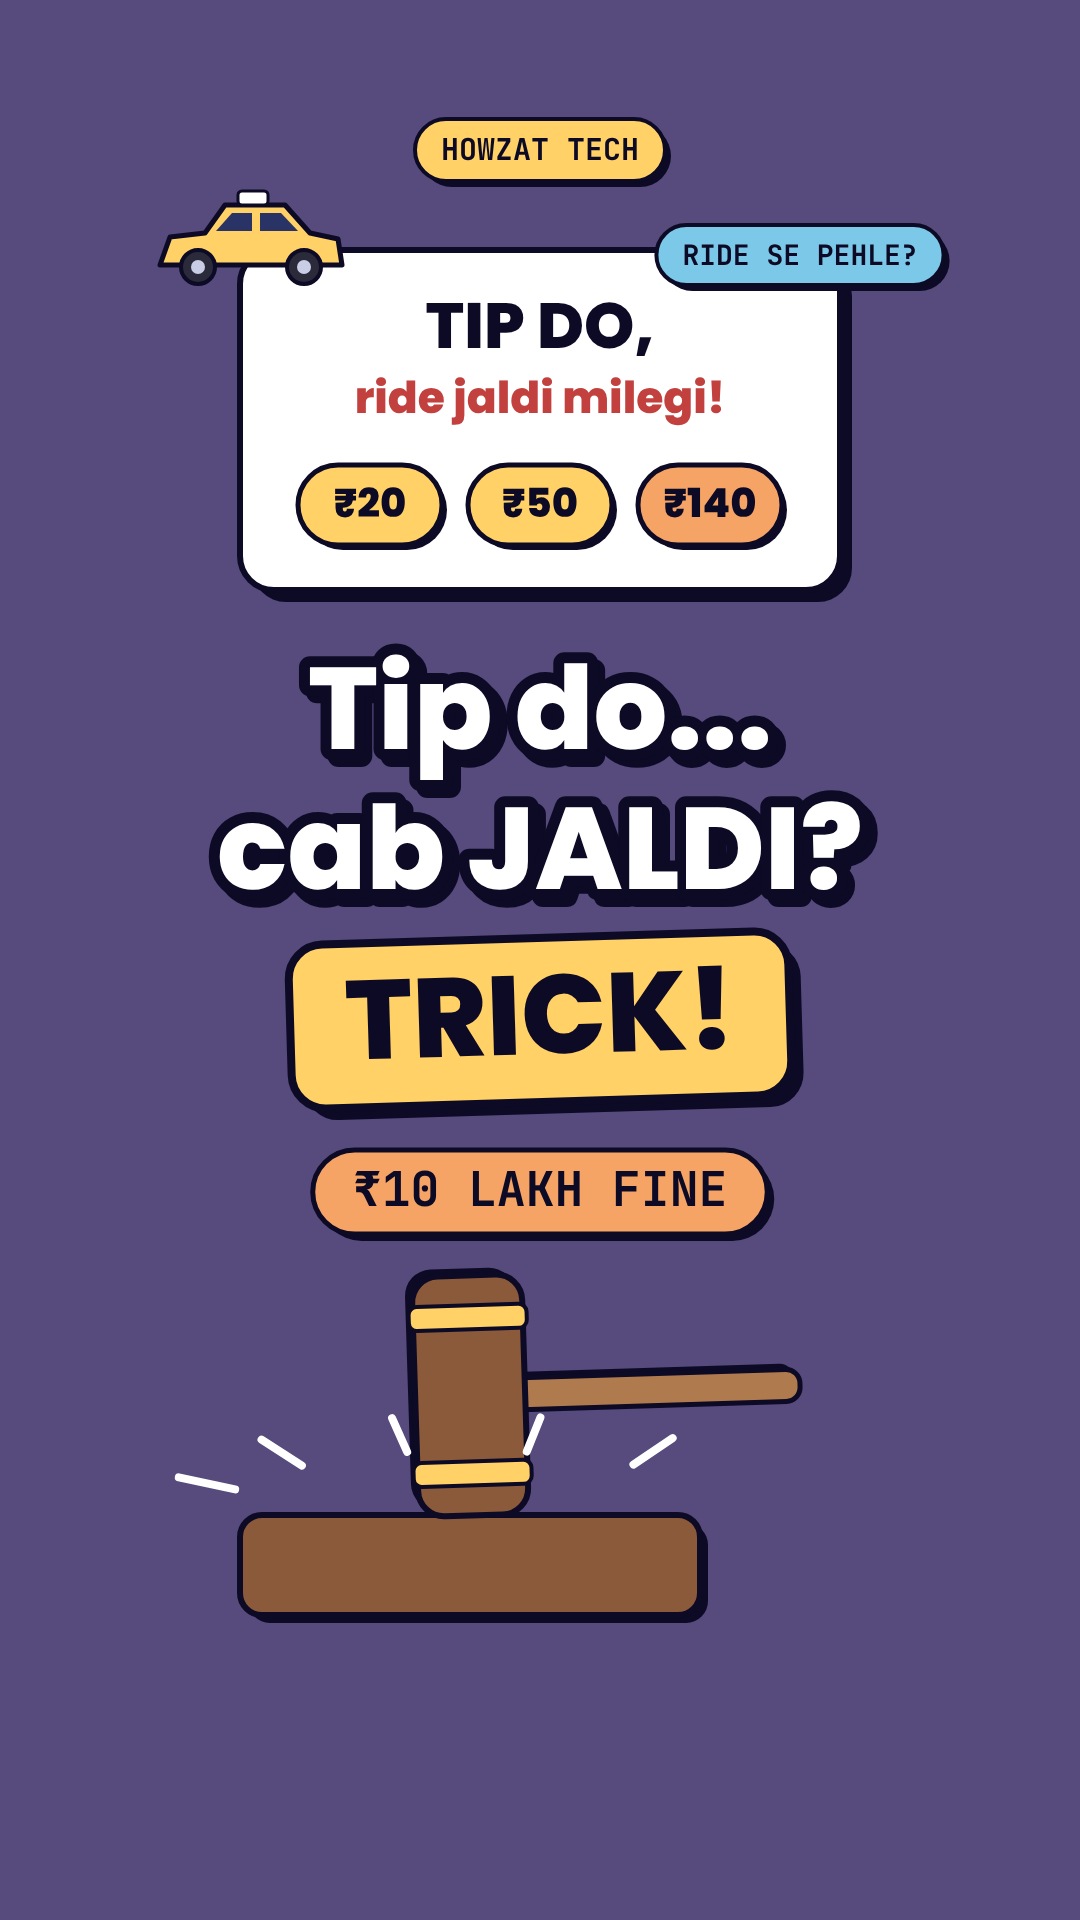 HOWZAT TECH
RIDE SE PEHLE?
TIP DO,
ride jaldi milegi!
₹20 ₹50 ₹140
Tip do...
cab JALDI?
TRICK!
₹10 LAKH FINE